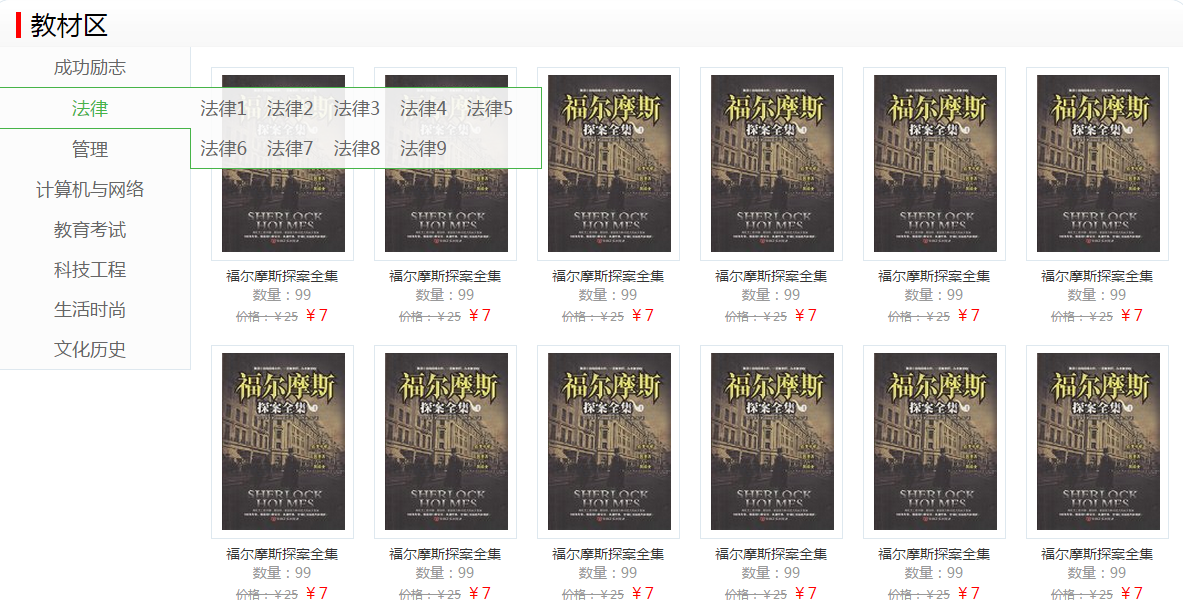 教材区
成功励志
法律
管理
计算机与网络
教育考试
科技工程
生活时尚
文化历史
法律1 法律2 法律3 法律4 法律5
法律6 法律7 法律8 法律9
福尔摩斯 福尔摩斯 福尔摩斯 福尔摩斯
探案全集 探案全集 探案全集 探案全集 探案全集 探案全集
SHERLOCK SHERLOCK SHERLOCK SHERLOCK SHERLOCK SHERLOCK
HOLMES HOLMES HOLMES HOLMES HOLMES HOLMES
福尔摩斯探案全集 福尔摩斯探案全集 福尔摩斯探案全集 福尔摩斯探案全集 福尔摩斯探案全集 福尔摩斯探案全集
数量：99 数量：99 数量：99 数量：99 数量：99 数量：99
价格：￥25 ￥7 价格：￥25 ￥7 价格：￥25 ￥7 价格：￥25 ￥7 价格：￥25 ￥7 价格：￥25 ￥7
福尔摩斯 福尔摩斯 福尔摩斯 福尔摩斯 福尔摩斯 福尔摩斯
探案全集 探案全集 探案全集 探案全集 探案全集 探案全集
SHERLOCK SHERLOCK SHERLOCK SHERLOCK SHERLOCK SHERLOCK
HOLMES HOLMES HOLMES HOLMES HOLMES HOLMES
福尔摩斯探案全集 福尔摩斯探案全集 福尔摩斯探案全集 福尔摩斯探案全集 福尔摩斯探案全集 福尔摩斯探案全集
数量：99 数量：99 数量：99 数量：99 数量：99 数量：99
价格：￥25 ￥7 价格：￥25 ￥7 价格：￥25 ￥7 价格：￥25 ￥7 价格：￥25 ￥7 价格：￥25 ￥7